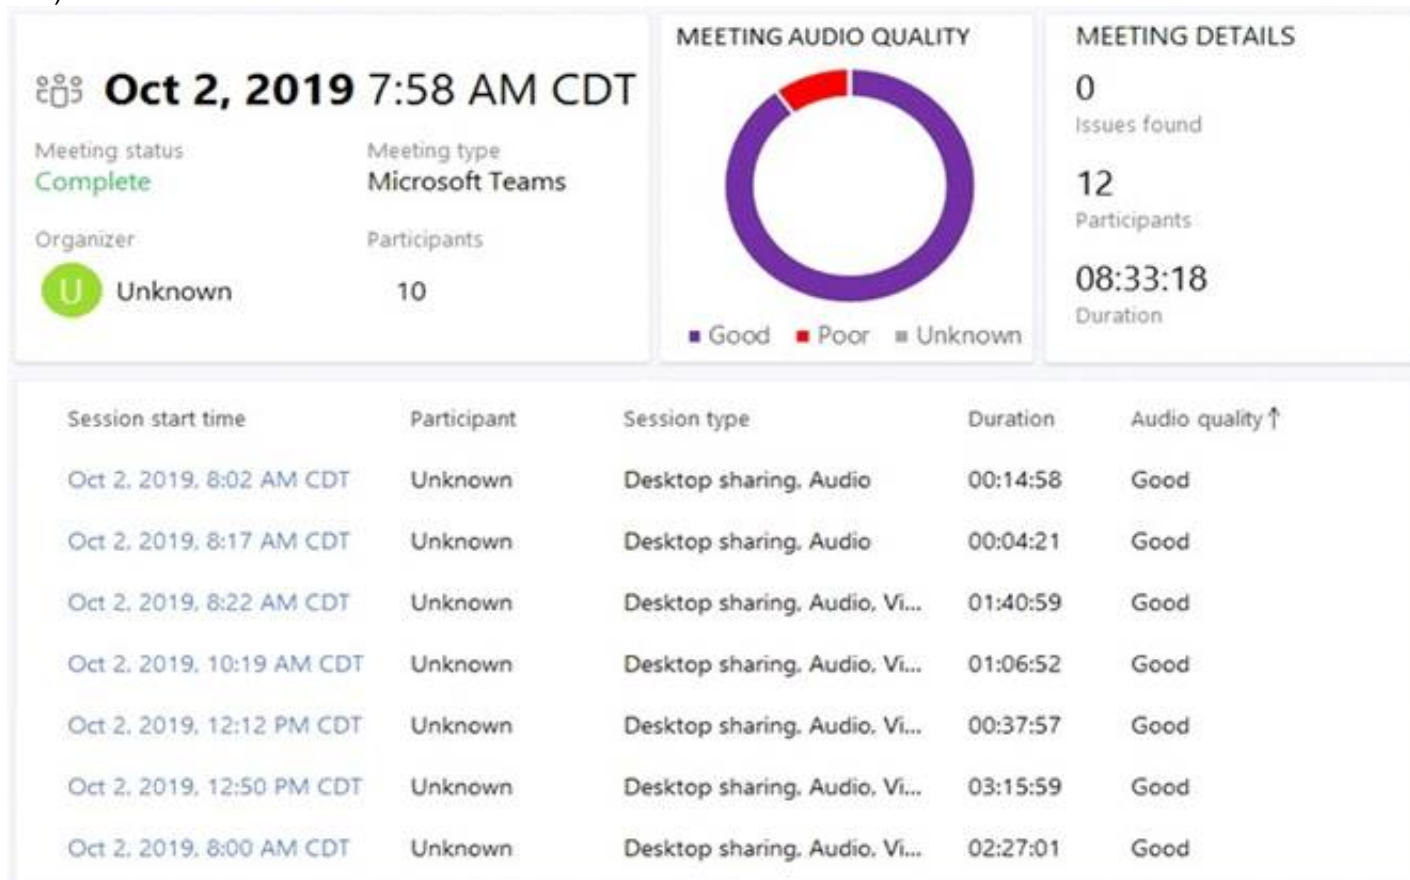 MEETING AUDIO QUALITY
MEETING DETAILS
Oct 2, 2019 7:58 AM CDT
0
Issues found
Meeting status
Meeting type
Complete
Microsoft Teams
12
Participants
Organizer
Participants
U Unknown
10
08:33:18
Duration
Good Poor Unknown
Session start time Participant Session type Duration Audio quality↑
Oct 2, 2019, 8:02 AM CDT Unknown Desktop sharing, Audio 00:14:58 Good
Oct 2, 2019, 8:17 AM CDT Unknown Desktop sharing, Audio 00:04:21 Good
Oct 2, 2019, 8:22 AM CDT Unknown Desktop sharing, Audio, Vi... 01:40:59 Good
Oct 2, 2019, 10:19 AM CDT Unknown Desktop sharing, Audio, Vi... 01:06:52 Good
Oct 2, 2019, 12:12 PM CDT Unknown Desktop sharing, Audio, Vi... 00:37:57 Good
Oct 2, 2019, 12:50 PM CDT Unknown Desktop sharing, Audio, Vi... 03:15:59 Good
Oct 2, 2019, 8:00 AM CDT Unknown Desktop sharing, Audio, Vi... 02:27:01 Good